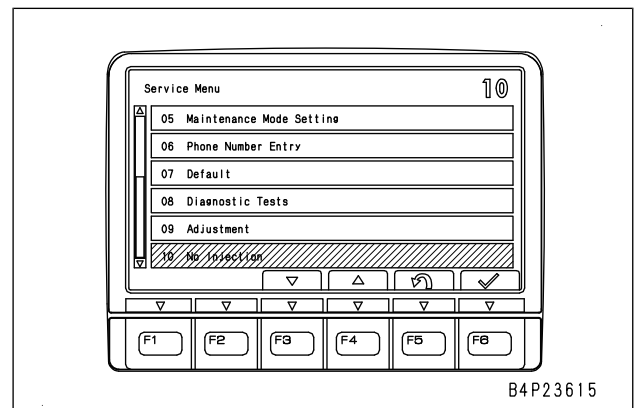 Service Menu 10
05 Maintenance Mode Setting
06 Phone Number Entry
07 Default
08 Diagnostic Tests
09 Adjustment
10 No Injection
F1 F2 F3 F4 F5 F6
B4P23615